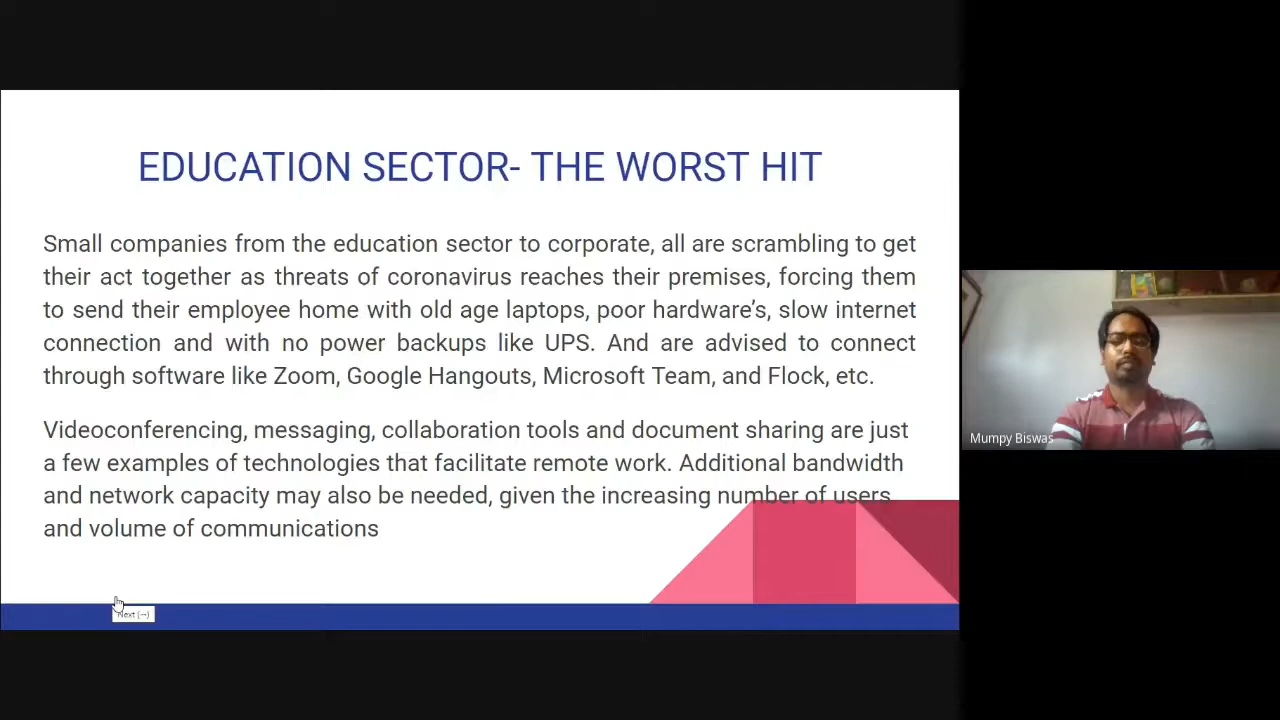 EDUCATION SECTOR- THE WORST HIT
Small companies from the education sector to corporate, all are scrambling to get
their act together as threats of coronavirus reaches their premises, forcing them
to send their employee home with old age laptops, poor hardware’s, slow internet
connection and with no power backups like UPS. And are advised to connect
through software like Zoom, Google Hangouts, Microsoft Team, and Flock, etc.
Videoconferencing, messaging, collaboration tools and document sharing are just
a few examples of technologies that facilitate remote work. Additional bandwidth
and network capacity may also be needed, given the increasing number of users
and volume of communications
Next (→)
Mumpy Biswas